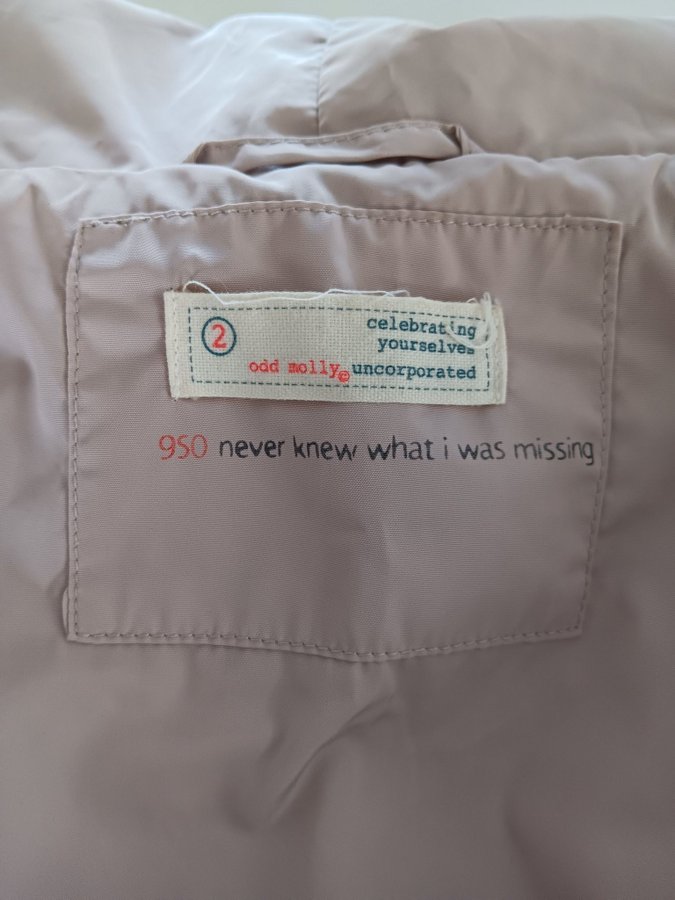 2
celebrating
yourselves
odd molly© uncorporated
950 never knew what i was missing